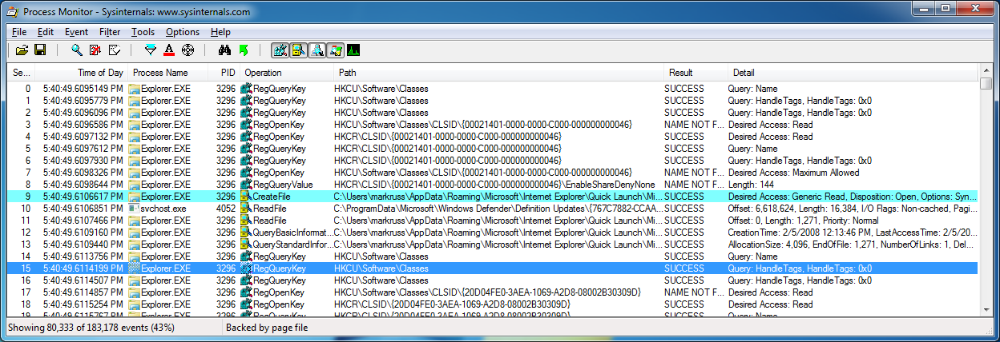 Process Monitor - Sysinternals: www.sysinternals.com
File Edit Event Filter Tools Options Help
Se... Time of Day Process Name PID Operation Path Result Detail
0 5:40:49.6095149 PM Explorer.EXE 3296 RegQueryKey HKCU\Software\Classes SUCCESS Query: Name
1 5:40:49.6095779 PM Explorer.EXE 3296 RegQueryKey HKCU\Software\Classes SUCCESS Query: HandleTags, HandleTags: 0x0
2 5:40:49.6096096 PM Explorer.EXE 3296 RegQueryKey HKCU\Software\Classes SUCCESS Query: HandleTags, HandleTags: 0x0
3 5:40:49.6096586 PM Explorer.EXE 3296 RegOpenKey HKCU\Software\Classes\CLSID\{00021401-0000-0000-C000-000000000046} NAME NOT F... Desired Access: Read
4 5:40:49.6097132 PM Explorer.EXE 3296 RegOpenKey HKCR\CLSID\{00021401-0000-0000-C000-000000000046} SUCCESS Desired Access: Read
5 5:40:49.6097612 PM Explorer.EXE 3296 RegQueryKey HKCR\CLSID\{00021401-0000-0000-C000-000000000046} SUCCESS Query: Name
6 5:40:49.6097930 PM Explorer.EXE 3296 RegQueryKey HKCR\CLSID\{00021401-0000-0000-C000-000000000046} SUCCESS Query: HandleTags, HandleTags: 0x0
7 5:40:49.6098326 PM Explorer.EXE 3296 RegOpenKey HKCU\Software\Classes\CLSID\{00021401-0000-0000-C000-000000000046} NAME NOT F... Desired Access: Maximum Allowed
8 5:40:49.6098644 PM Explorer.EXE 3296 RegQueryValue HKCR\CLSID\{00021401-0000-0000-C000-000000000046}\EnableShareDenyNone NAME NOT F... Length: 144
9 5:40:49.6106617 PM Explorer.EXE 3296 CreateFile C:\Users\markruss\AppData\Roaming\Microsoft\Internet Explorer\Quick Launch\Mi... SUCCESS Desired Access: Generic Read, Disposition: Open, Options: Syn...
10 5:40:49.6106851 PM svchost.exe 4052 ReadFile C:\ProgramData\Microsoft\Windows Defender\Definition Updates\{767C7882-CCAA... SUCCESS Offset: 6,618,624, Length: 16,384, I/O Flags: Non-cached, Pagi...
11 5:40:49.6107466 PM Explorer.EXE 3296 ReadFile C:\Users\markruss\AppData\Roaming\Microsoft\Internet Explorer\Quick Launch\Mi... SUCCESS Offset: 0, Length: 1,271, Priority: Normal
12 5:40:49.6109160 PM Explorer.EXE 3296 QueryBasicInformat... C:\Users\markruss\AppData\Roaming\Microsoft\Internet Explorer\Quick Launch\Mi... SUCCESS CreationTime: 2/5/2008 12:13:46 PM, LastAccessTime: 2/5/20...
13 5:40:49.6109440 PM Explorer.EXE 3296 QueryStandardInfor... C:\Users\markruss\AppData\Roaming\Microsoft\Internet Explorer\Quick Launch\Mi... SUCCESS AllocationSize: 4,096, EndOfFile: 1,271, NumberOfLinks: 1, Del...
14 5:40:49.6113756 PM Explorer.EXE 3296 RegQueryKey HKCU\Software\Classes SUCCESS Query: Name
15 5:40:49.6114199 PM Explorer.EXE 3296 RegQueryKey HKCU\Software\Classes SUCCESS Query: HandleTags, HandleTags: 0x0
16 5:40:49.6114507 PM Explorer.EXE 3296 RegQueryKey HKCU\Software\Classes SUCCESS Query: HandleTags, HandleTags: 0x0
17 5:40:49.6114857 PM Explorer.EXE 3296 RegOpenKey HKCU\Software\Classes\CLSID\{20D04FE0-3AEA-1069-A2D8-08002B30309D} NAME NOT F... Desired Access: Read
18 5:40:49.6115254 PM Explorer.EXE 3296 RegOpenKey HKCR\CLSID\{20D04FE0-3AEA-1069-A2D8-08002B30309D} SUCCESS Desired Access: Read
19 5:40:49.6115767 PM Explorer.EXE 3296 RegQueryKey HKCR\CLSID\{20D04FE0-3AEA-1069-A2D8-08002B30309D} SUCCESS Query: Name
Showing 80,333 of 183,178 events (43%) Backed by page file